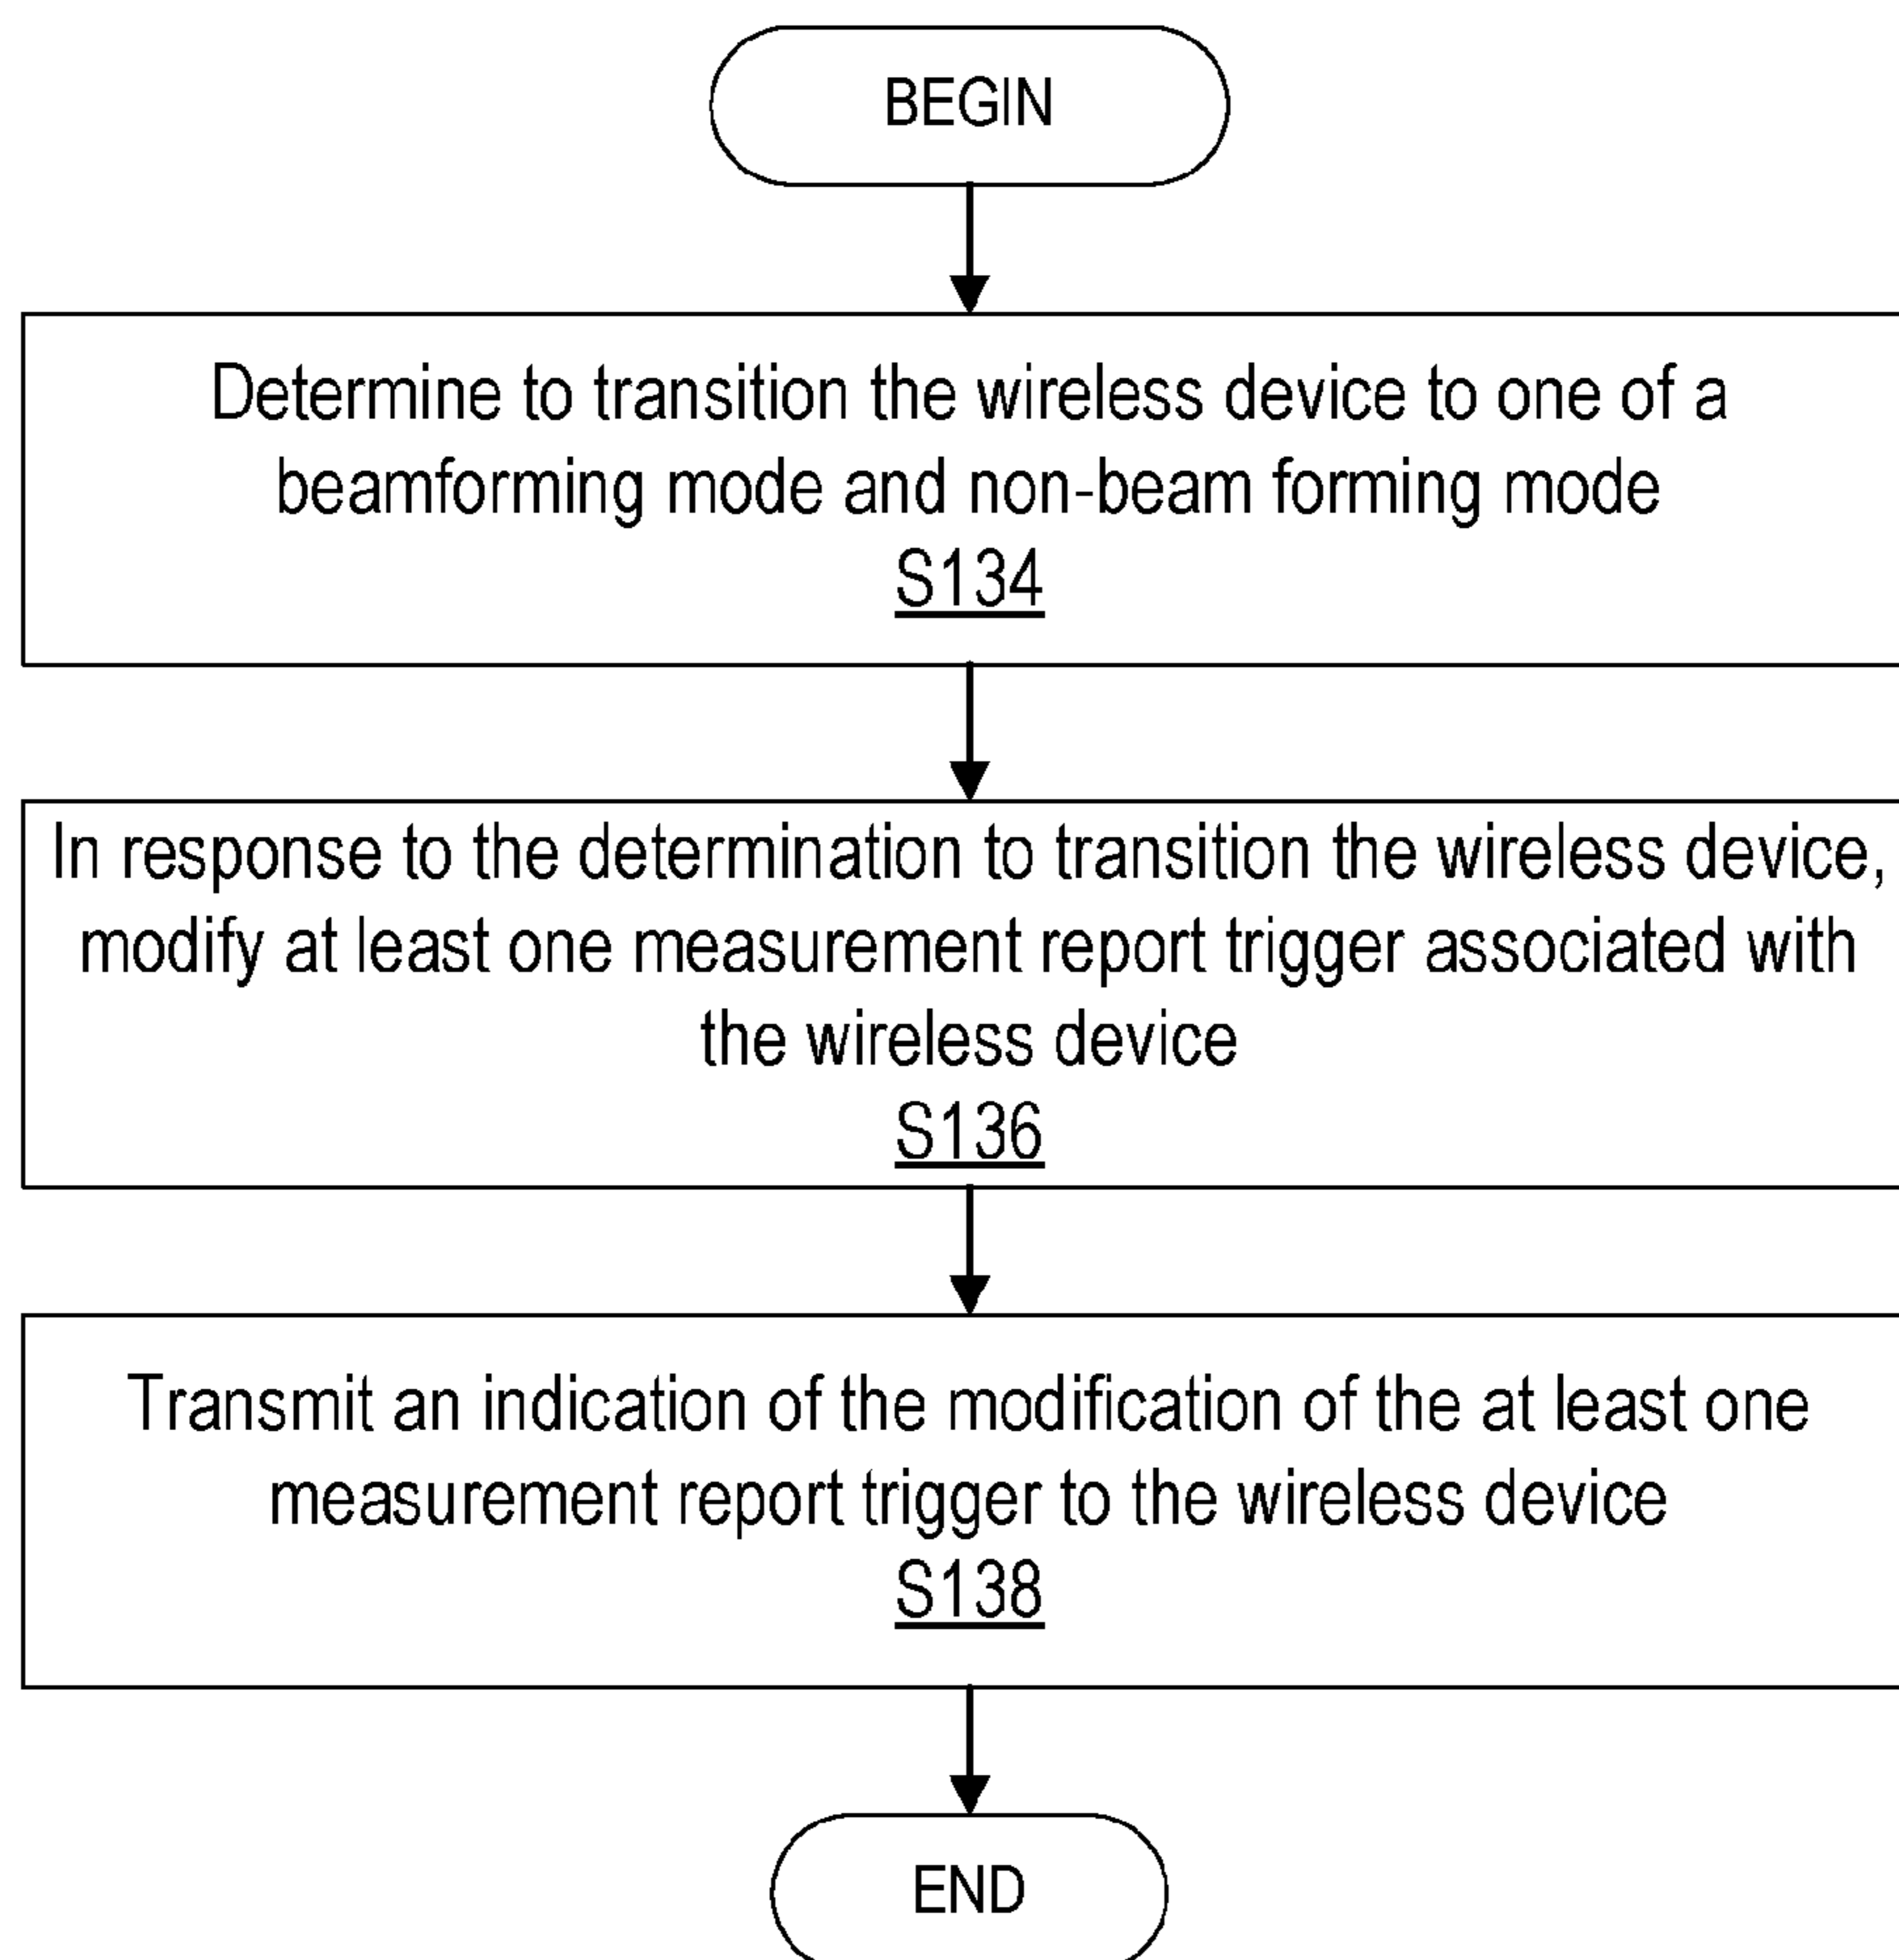 BEGIN
Determine to transition the wireless device to one of a
beamforming mode and non-beam forming mode
S134
In response to the determination to transition the wireless device,
modify at least one measurement report trigger associated with
the wireless device
S136
Transmit an indication of the modification of the at least one
measurement report trigger to the wireless device
S138
END